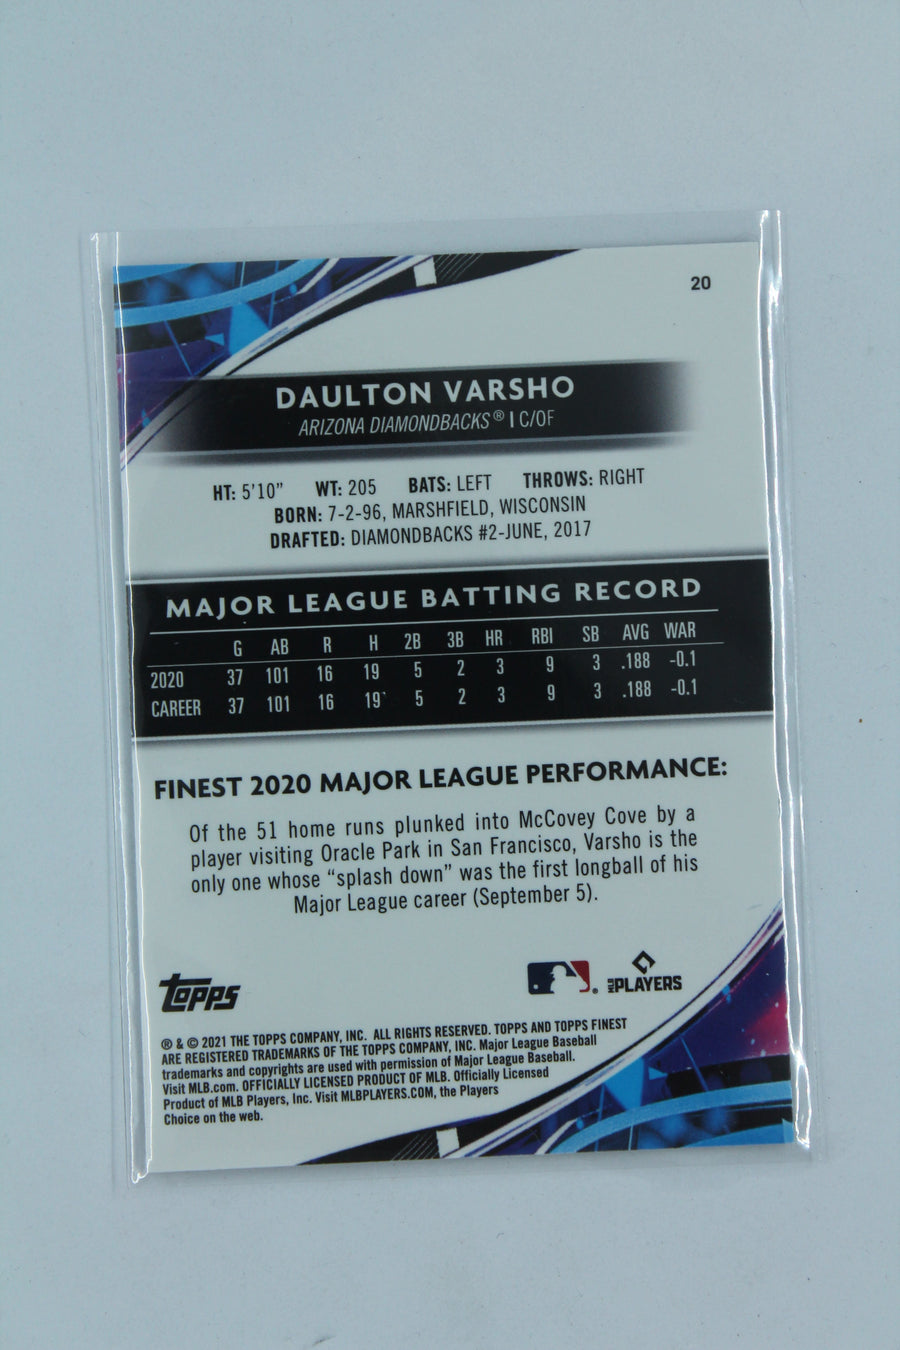 20
DAULTON VARSHO
ARIZONA DIAMONDBACKS® | C/OF
HT: 5'10" WT: 205 BATS: LEFT THROWS: RIGHT
BORN: 7-2-96, MARSHFIELD, WISCONSIN
DRAFTED: DIAMONDBACKS #2-JUNE, 2017
MAJOR LEAGUE BATTING RECORD
G AB R H 2B 3B HR RBI SB AVG WAR
2020 37 101 16 19 5 2 3 9 3 .188 -0.1
CAREER 37 101 16 19 5 2 3 9 3 .188 -0.1
FINEST 2020 MAJOR LEAGUE PERFORMANCE:
Of the 51 home runs plunked into McCovey Cove by a
player visiting Oracle Park in San Francisco, Varsho is the
only one whose "splash down" was the first longball of his
Major League career (September 5).
TOPPS
MLB PLAYERS
® & © 2021 THE TOPPS COMPANY, INC. ALL RIGHTS RESERVED. TOPPS AND TOPPS FINEST
ARE REGISTERED TRADEMARKS OF THE TOPPS COMPANY, INC. Major League Baseball
trademarks and copyrights are used with permission of Major League Baseball.
Visit MLB.com. OFFICIALLY LICENSED PRODUCT OF MLB. Officially Licensed
Product of MLB Players, Inc. Visit MLBPLAYERS.COM, the Players
Choice on the web.